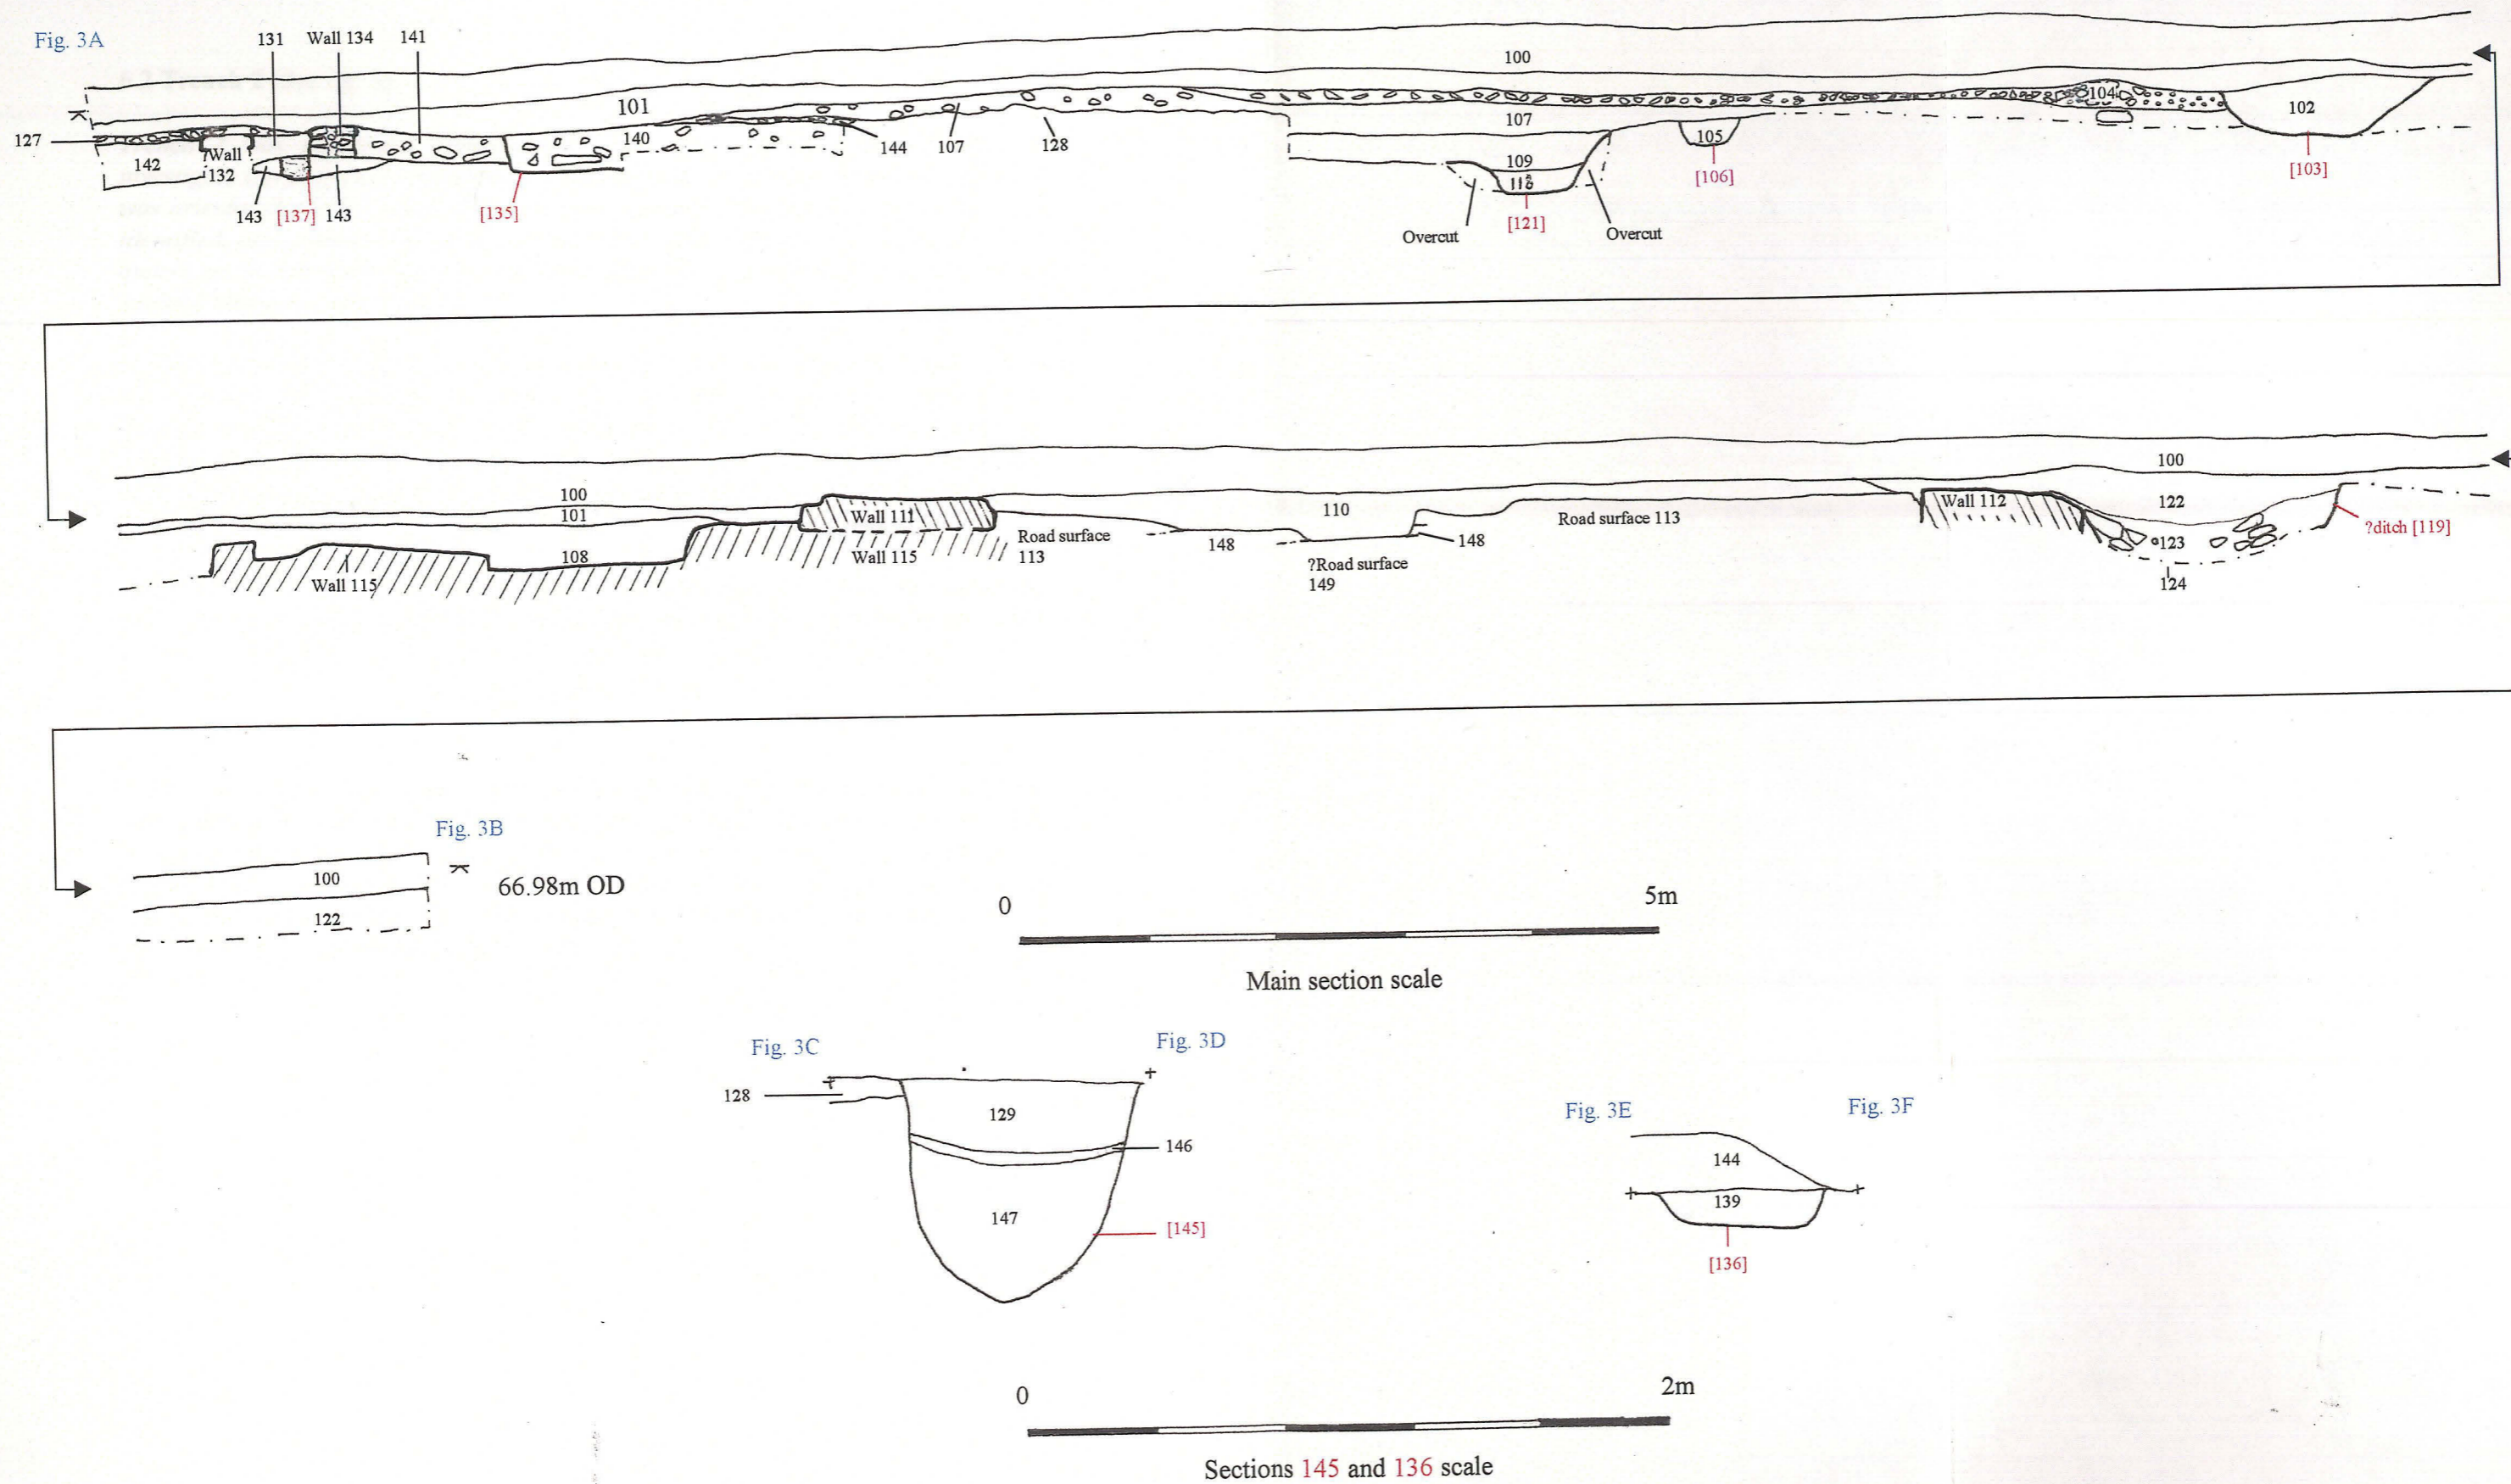 Fig. 3A
131 Wall 134 141
100
101
104
102
127
107
140
105
142
Wall
132
144 107 128
109
[103]
[106]
143 [137] 143 [135]
[121]
Overcut Overcut
100
100
122
101
Wall 111
110
Road surface 113
Wall 112
?ditch [119]
Road surface
113
148
148
123
108
Wall 115
Wall 115
?Road surface
149
124
Fig. 3B
100
66.98m OD
122
0 5m
Main section scale
Fig. 3C Fig. 3D
128
129
146
147
[145]
Fig. 3E Fig. 3F
144
139
[136]
0 2m
Sections 145 and 136 scale